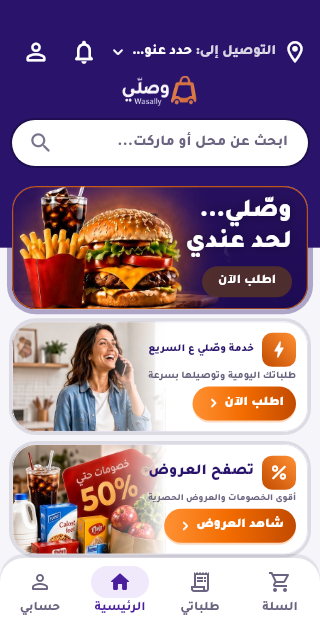 التوصيل إلى: حدد عنو...
وصلّي
Wasally
ابحث عن محل أو ماركت...
وصّلي...
لحد عندي
اطلب الآن
خدمة وصّلي ع السريع
طلباتك اليومية وتوصيلها بسرعة
اطلب الآن
خصومات حتي
50%
تصفح العروض
أقوى الخصومات والعروض الحصرية
شاهد العروض
السلة
طلباتي
الرئيسية
حسابي